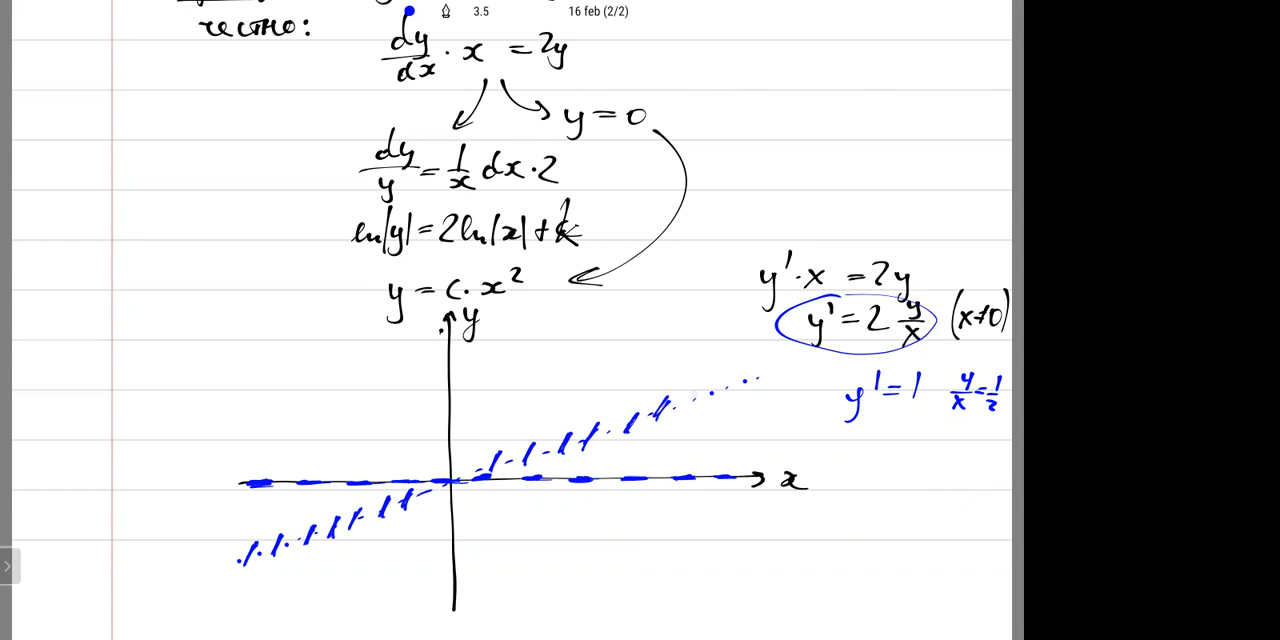 3.5 16 feb (2/2)
честно:
dy/dx · x = 2y
y = 0
dy/y = 1/x dx · 2
ln|y| = 2ln|x| +
y = C · x²
y
y' · x = 2y
y' = 2 y/x (x≠0)
y' = 1 y/x = 1/2
x